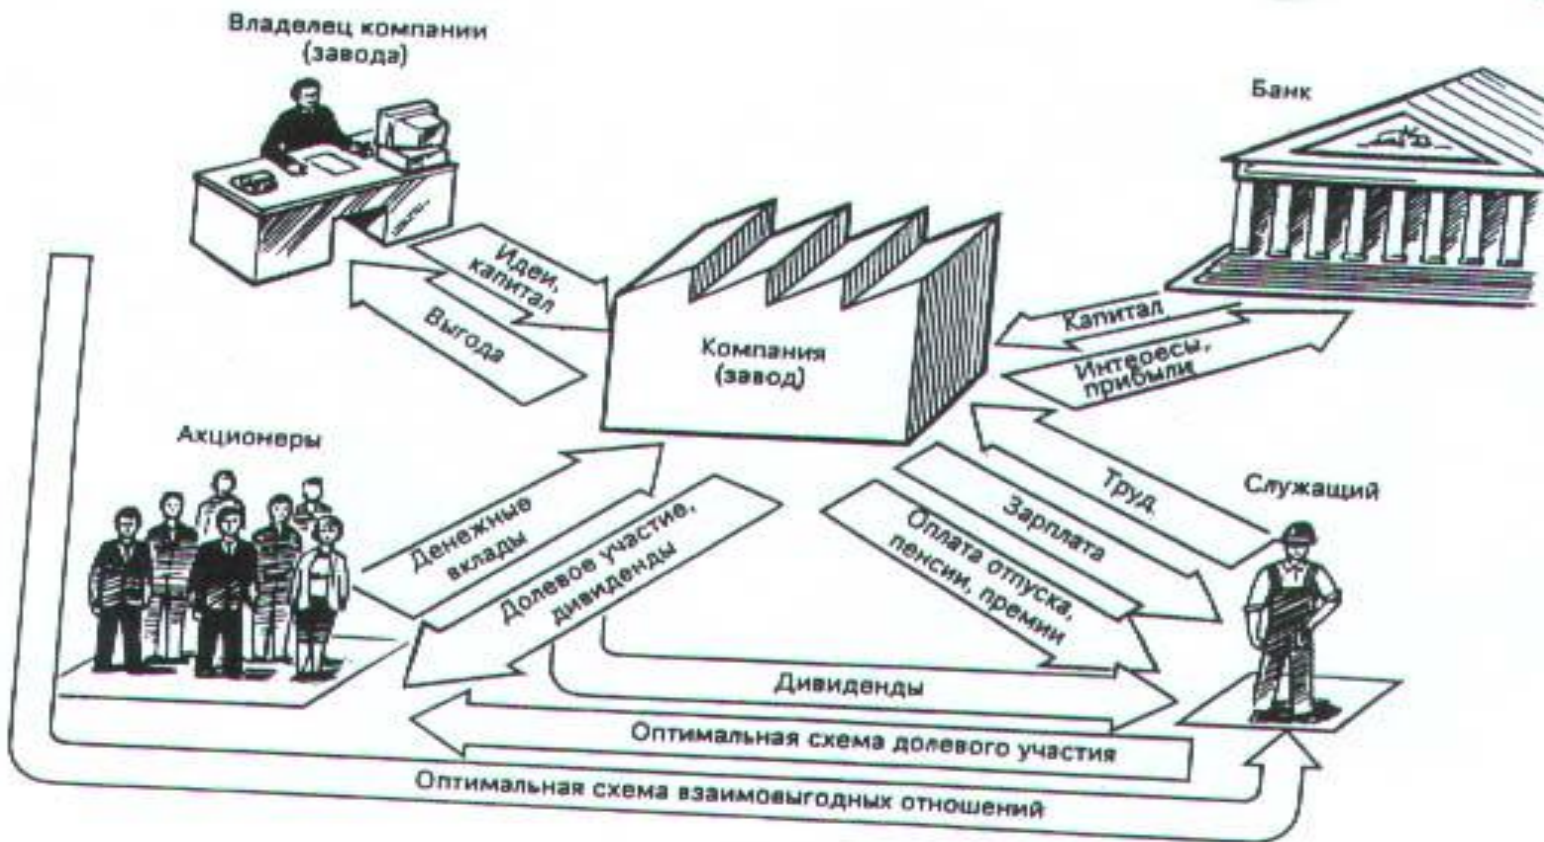 Владелец компании
(завода)
Банк
Идеи,
капитал
Выгода
Компания
(завод)
Капитал
Интересы,
прибыли
Акционеры
Служащий
Денежные
вклады
Долевое участие,
дивиденды
Труд
Зарплата
Оплата отпуска,
пенсии, премии
Дивиденды
Оптимальная схема долевого участия
Оптимальная схема взаимовыгодных отношений